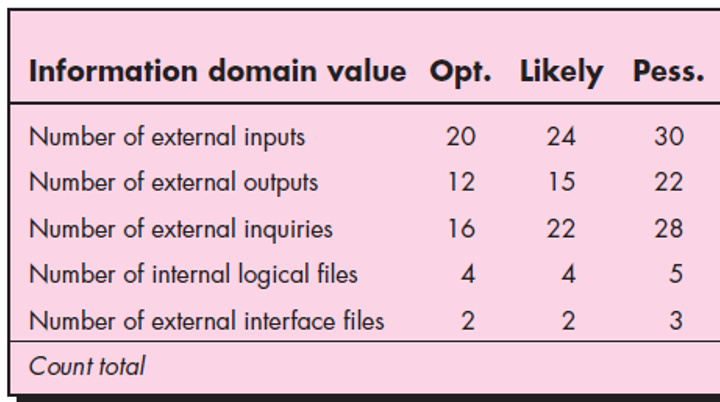 Information domain value Opt. Likely Pess.
Number of external inputs 20 24 30
Number of external outputs 12 15 22
Number of external inquiries 16 22 28
Number of internal logical files 4 4 5
Number of external interface files 2 2 3
Count total